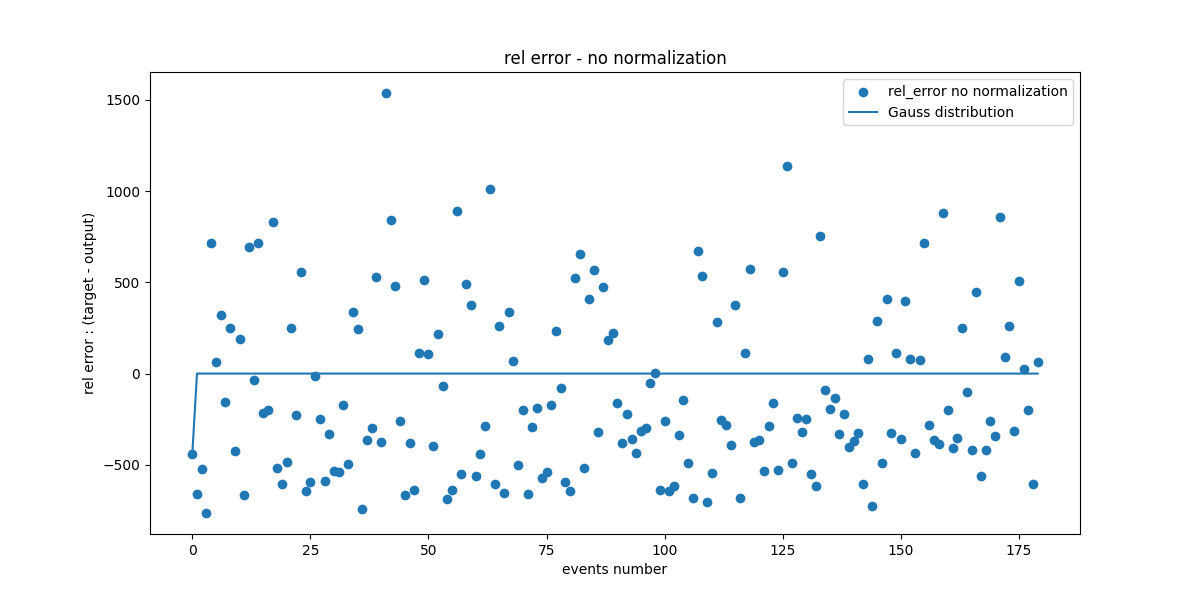 rel error - no normalization
rel_error no normalization
Gauss distribution
1500
1000
500
0
−500
rel error : (target - output)
0
25
50
75
100
125
150
175
events number